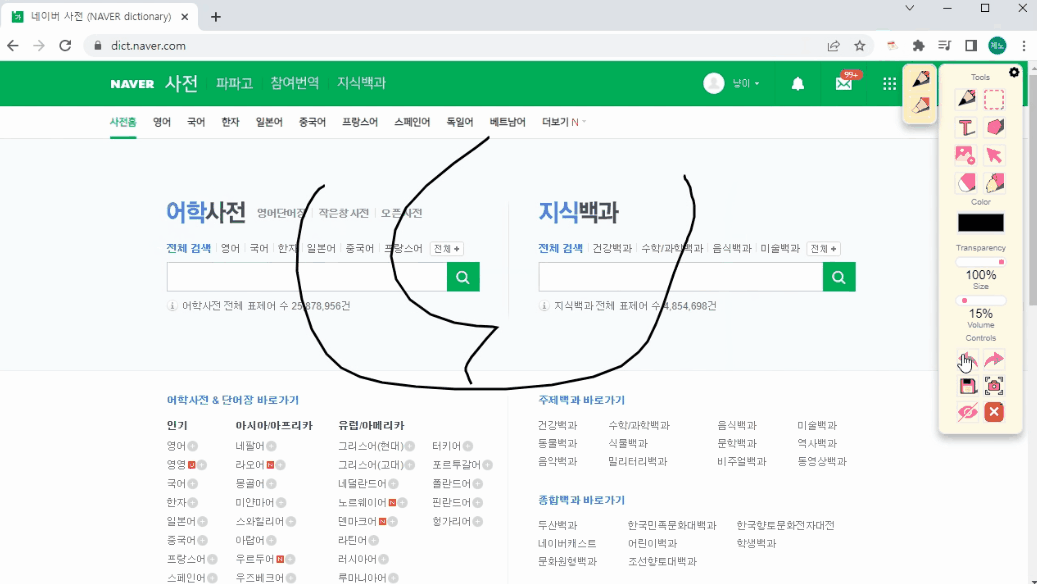 네이버 사전 (NAVER dictionary)
dict.naver.com
제노
NAVER 사전 파파고 참여번역 지식백과
냥이
99+
사전홈 영어 국어 한자 일본어 중국어 프랑스어 스페인어 독일어 베트남어 더보기 N
어학사전 영어단어장 작은창 사전 오픈사전
전체 검색 영어 국어 한자 일본어 중국어 프랑스어 전체 +
어학사전 전체 표제어 수 25,878,956건
지식백과
전체 검색 건강백과 수학/과학백과 음식백과 미술백과 전체 +
지식백과 전체 표제어 수 4,854,698건
어학사전 & 단어장 바로가기
인기 아시아/아프리카 유럽/아메리카
영어 네팔어 그리스어(현대) 터키어
영영 라오어 N 그리스어(고대) 포르투갈어
국어 몽골어 네덜란드어 폴란드어
한자 미얀마어 노르웨이어 N 핀란드어
일본어 스와힐리어 덴마크어 N 헝가리어
중국어 아랍어 라틴어
프랑스어 우르두어 N 러시아어
스페인어 우즈베크어 루마니아어
주제백과 바로가기
건강백과 수학/과학백과 음식백과 미술백과
동물백과 식물백과 문학백과 역사백과
음악백과 밀리터리백과 비주얼백과 동영상백과
종합백과 바로가기
두산백과 한국민족문화대백과 한국향토문화전자대전
네이버캐스트 어린이백과 학생백과
문화원형백과 조선향토대백과
Tools
T
Color
Transparency
100%
Size
15%
Volume
Controls